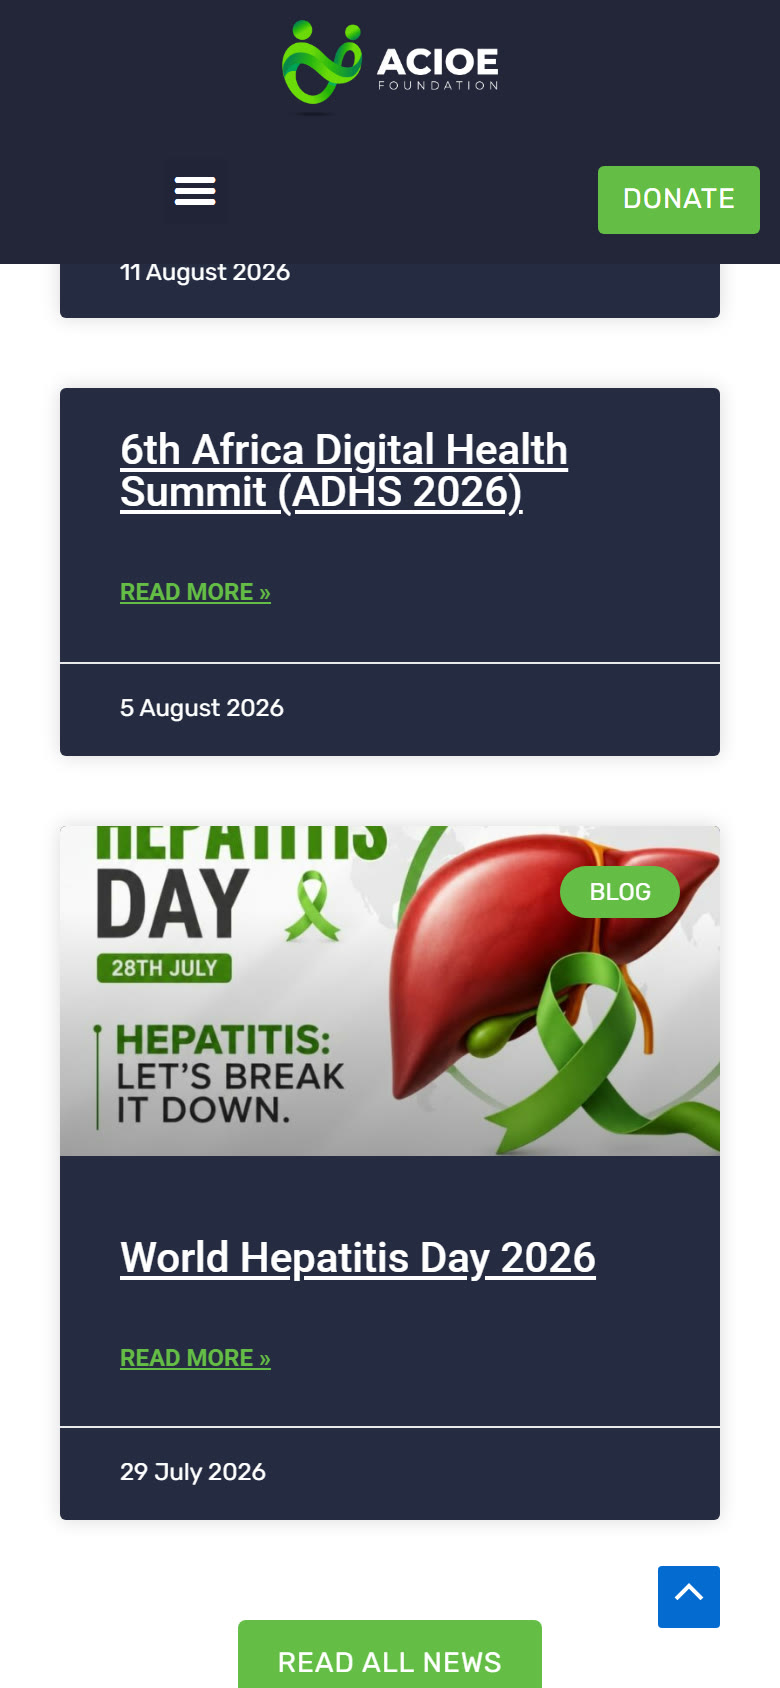 ACIOE
FOUNDATION
DONATE
11 August 2026
6th Africa Digital Health
Summit (ADHS 2026)
READ MORE »
5 August 2026
HEPATITIS
DAY
BLOG
28TH JULY
HEPATITIS:
LET'S BREAK
IT DOWN.
World Hepatitis Day 2026
READ MORE »
29 July 2026
READ ALL NEWS